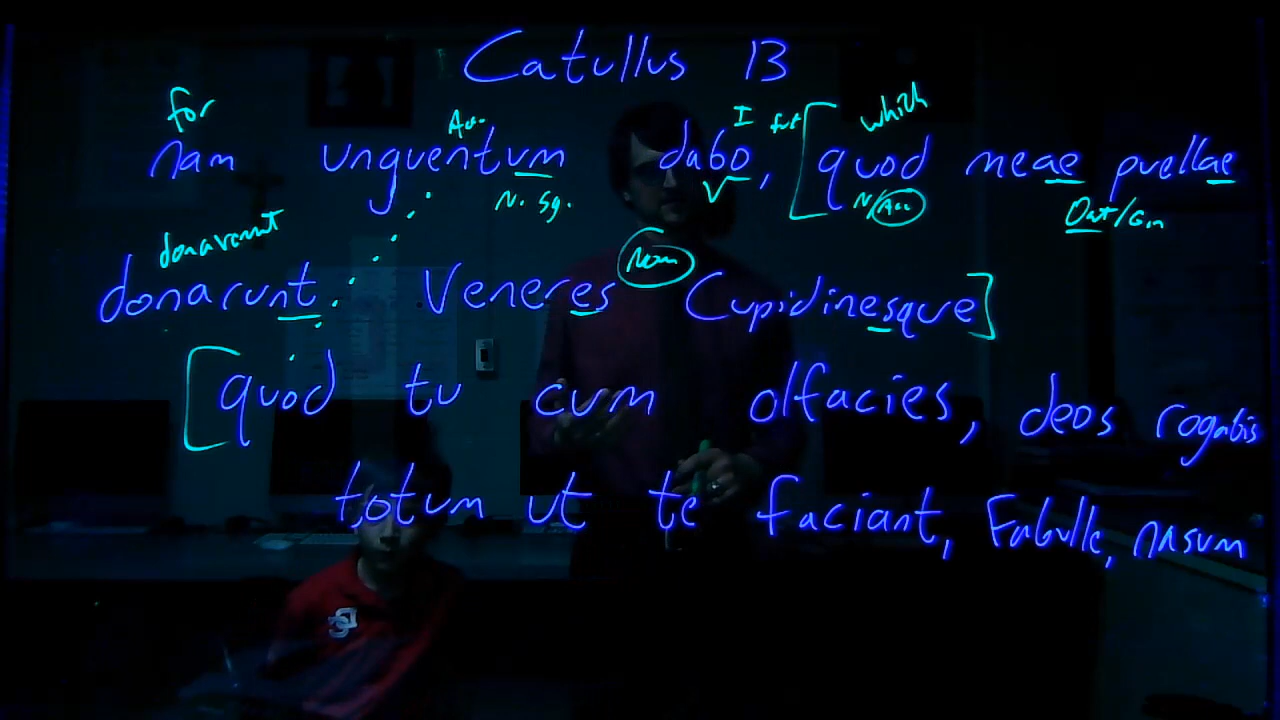 Catullus 13
for Acc. I fut which
nam unguentum dabo, [quod meae puellae
N. Sg. V N/Acc Dat/Gen
donaverunt Nom
donarunt Veneres Cupidinesque]
[quod tu cum olfacies, deos rogabis
totum ut te faciant, Fabulle, nasum